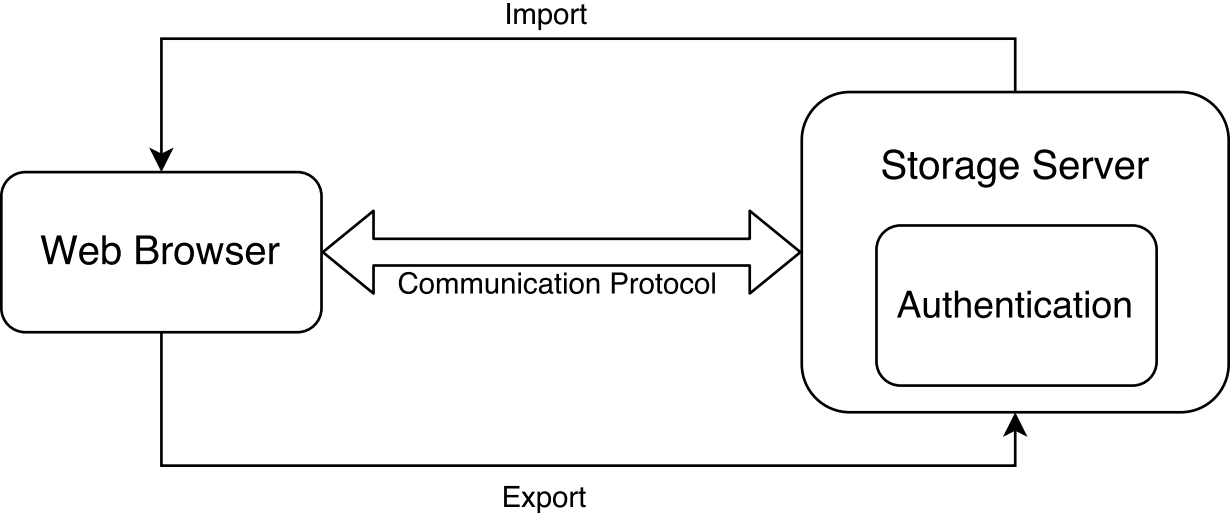 Import
Storage Server
Web Browser
Communication Protocol
Authentication
Export